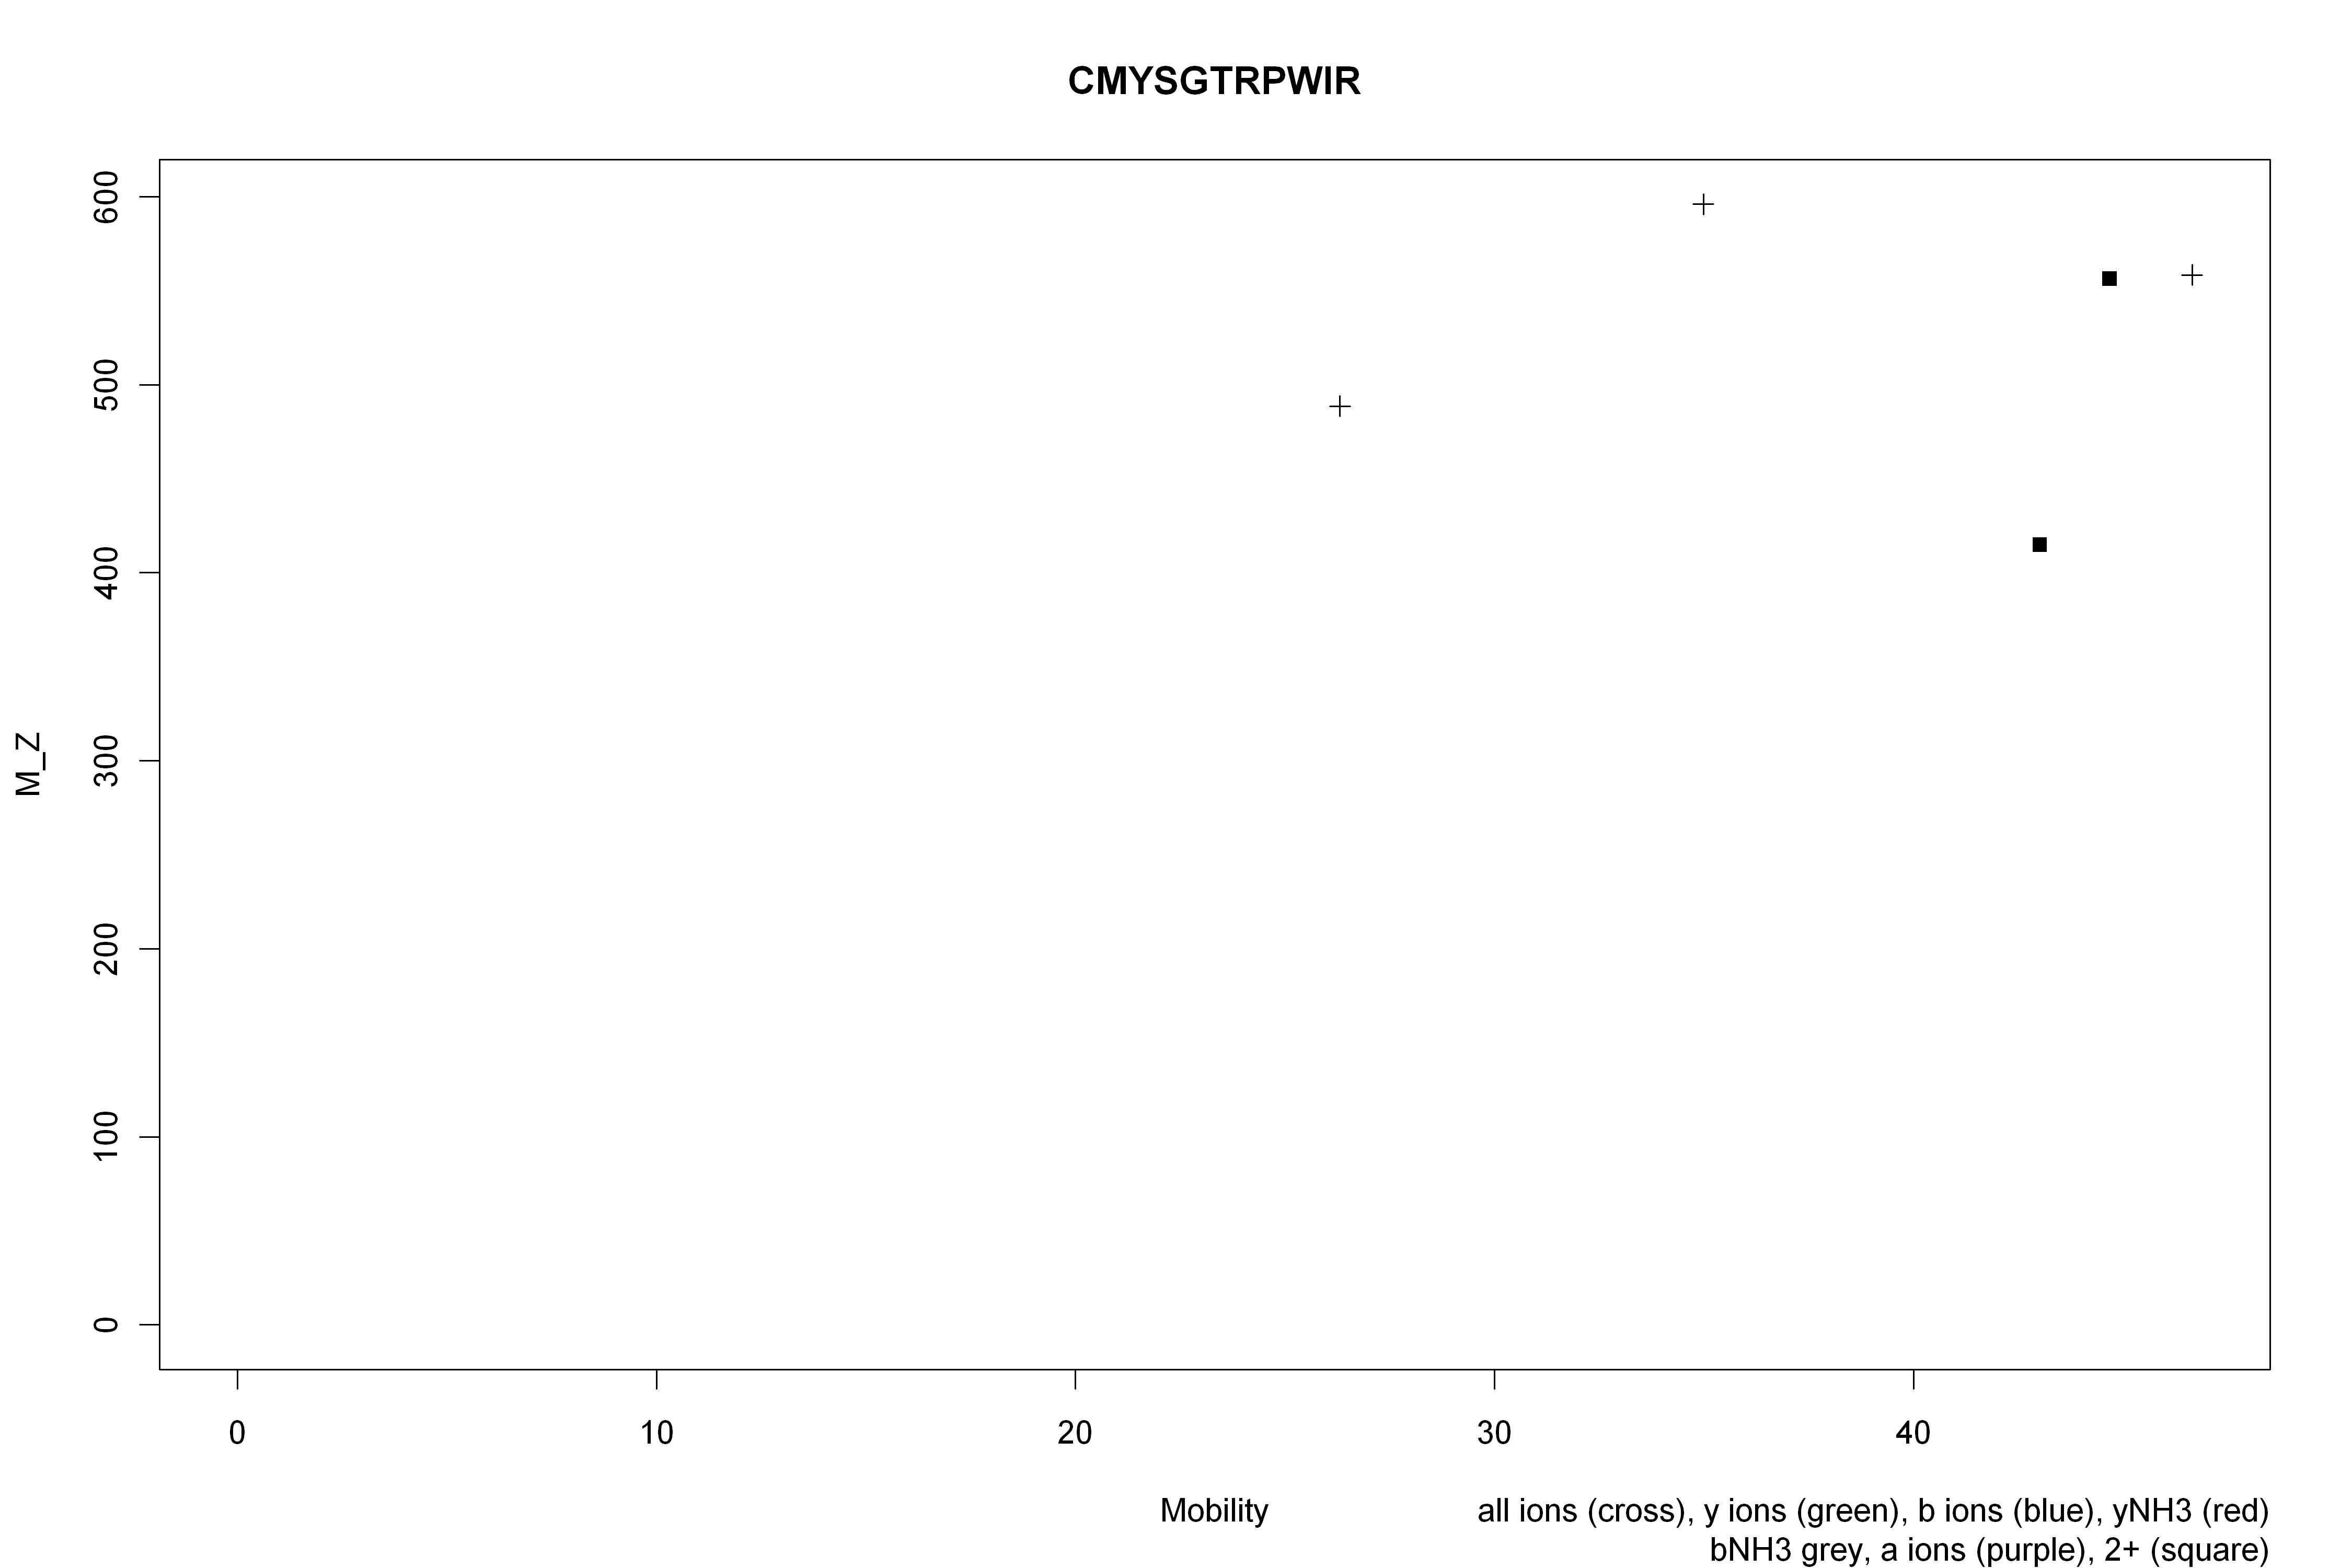 CMYSGTRPWIR
600
500
400
300
200
100
0
M_Z
0 10 20 30 40
Mobility
all ions (cross), y ions (green), b ions (blue), yNH3 (red)
bNH3 grey, a ions (purple), 2+ (square)